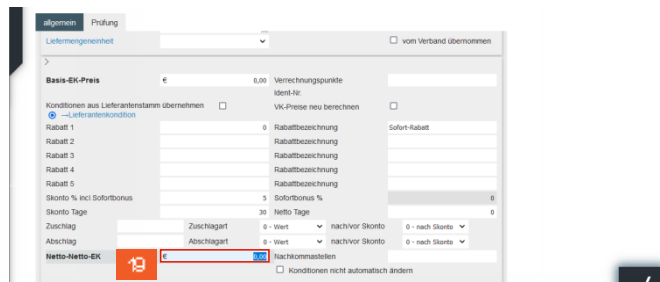 allgemein Prüfung
Liefermengeneinheit vom Verband übernommen
>
Basis-EK-Preis € 0,00 Verrechnungspunkte
Ident-Nr.
Konditionen aus Lieferantenstamm übernehmen VK-Preise neu berechnen
→Lieferantenkondition
Rabatt 1 0 Rabattbezeichnung Sofort-Rabatt
Rabatt 2 Rabattbezeichnung
Rabatt 3 Rabattbezeichnung
Rabatt 4 Rabattbezeichnung
Rabatt 5 Rabattbezeichnung
Skonto % incl.Sofortbonus 5 Sofortbonus % 0
Skonto Tage 30 Netto Tage 0
Zuschlag Zuschlagart 0 - Wert nach/vor Skonto 0 - nach Skonto
Abschlag Abschlagart 0 - Wert nach/vor Skonto 0 - nach Skonto
Netto-Netto-EK 19 € 0,00 Nachkommastellen
Konditionen nicht automatisch ändern